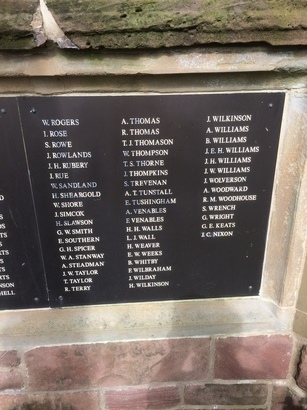 W. ROGERS
I. ROSE
S. ROWE
J. ROWLANDS
J. H. RUBERY
J. RUE
W. SANDLAND
H. SHEARGOLD
W. SHORE
J. SIMCOX
H. SLAWSON
G. W. SMITH
E. SOUTHERN
G. H. SPICER
W. A. STANWAY
A. STEADMAN
J. W. TAYLOR
T. TAYLOR
R. TERRY
A. THOMAS
R. THOMAS
T. J. THOMASON
W. THOMPSON
T. S. THORNE
J. THOMPKINS
S. TREVENAN
A. T. TUNSTALL
E. TUSHINGHAM
A. VENABLES
F. VENABLES
H. H. WALLS
L. J. WALL
H. WEAVER
E. W. WEEKS
B. WHITBY
F. WILBRAHAM
J. WILDAY
H. WILKINSON
J. WILKINSON
A. WILLIAMS
B. WILLIAMS
J. E. H. WILLIAMS
J. H. WILLIAMS
J. W. WILLIAMS
J. WOLVERSON
A. WOODWARD
R. M. WOODHOUSE
S. WRENCH
G. WRIGHT
G. E. KEATS
J. C. NIXON